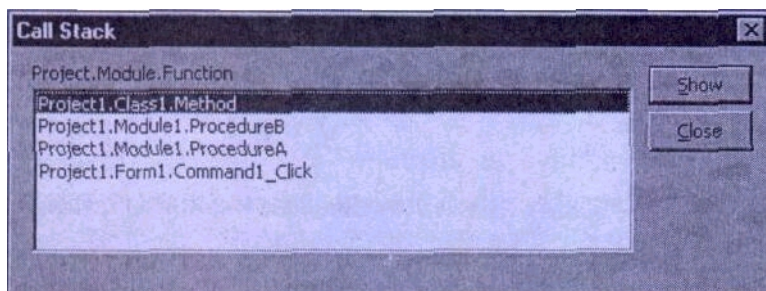 Call Stack
Project.Module.Function
Project1.Class1.Method
Project1.Module1.ProcedureB
Project1.Module1.ProcedureA
Project1.Form1.Command1_Click
Show
Close